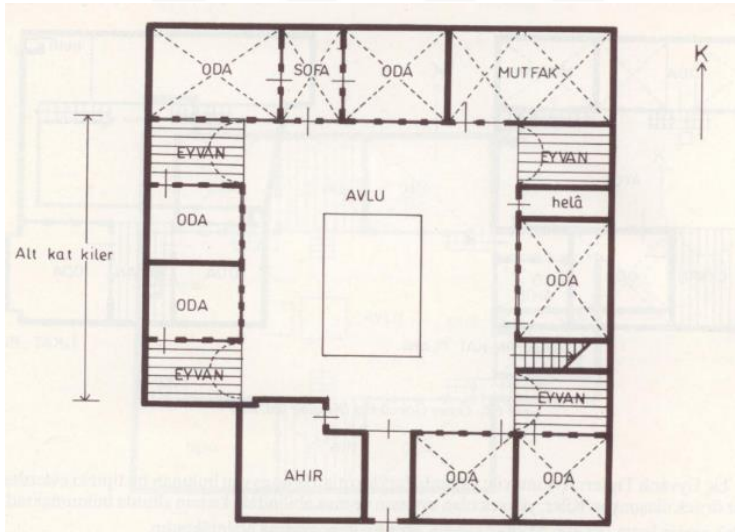 ODA
SOFA
ODA
MUTFAK
K
EYVAN
EYVAN
AVLU
helâ
ODA
Alt kat kiler
ODA
ODA
EYVAN
EYVAN
AHIR
ODA
ODA